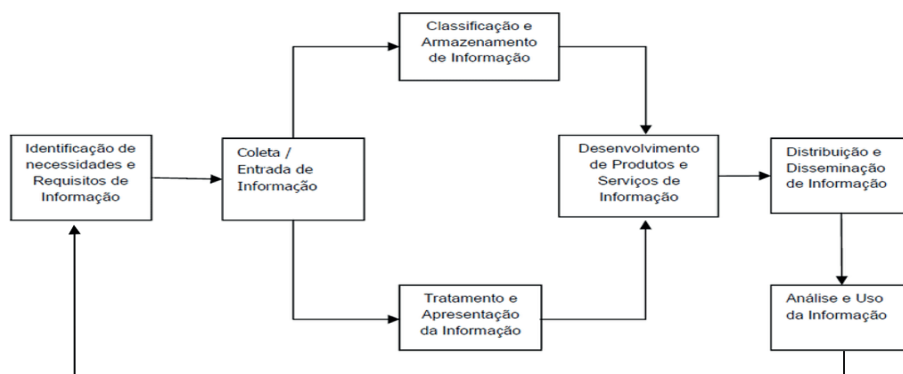 Classificação e
Armazenamento
de Informação
Identificação de
necessidades e
Requisitos de
Informação
Coleta /
Entrada de
Informação
Desenvolvimento
de Produtos e
Serviços de
Informação
Distribuição e
Disseminação
de Informação
Tratamento e
Apresentação
da Informação
Análise e Uso
da Informação